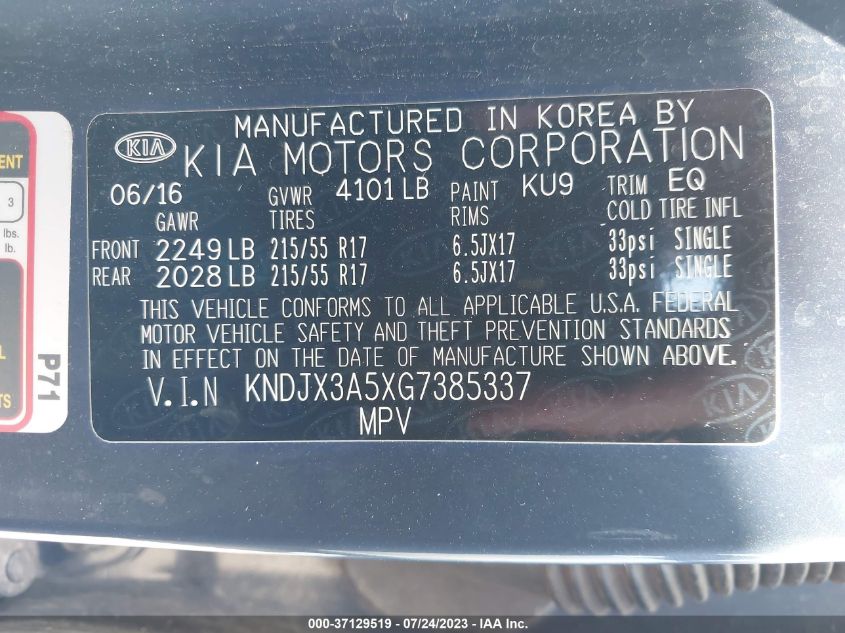 MANUFACTURED IN KOREA BY
KIA KIA MOTORS CORPORATION
06/16 GVWR 4101 LB PAINT KU9 TRIM EQ
GAWR TIRES RIMS COLD TIRE INFL
FRONT 2249 LB 215/55 R17 6.5JX17 33psi SINGLE
REAR 2028 LB 215/55 R17 6.5JX17 33psi SINGLE
THIS VEHICLE CONFORMS TO ALL APPLICABLE U.S.A. FEDERAL
MOTOR VEHICLE SAFETY AND THEFT PREVENTION STANDARDS
IN EFFECT ON THE DATE OF MANUFACTURE SHOWN ABOVE.
V.I.N KNDJX3A5XG7385337
MPV
3
lbs.
lb.
P71
000-37129519 - 07/24/2023 - IAA Inc.